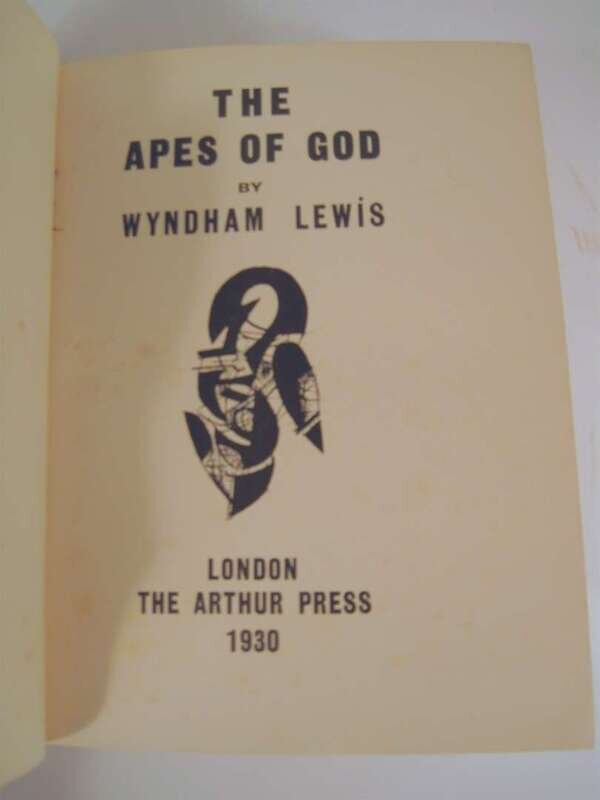 THE
APES OF GOD
BY
WYNDHAM LEWiS
LONDON
THE ARTHUR PRESS
1930